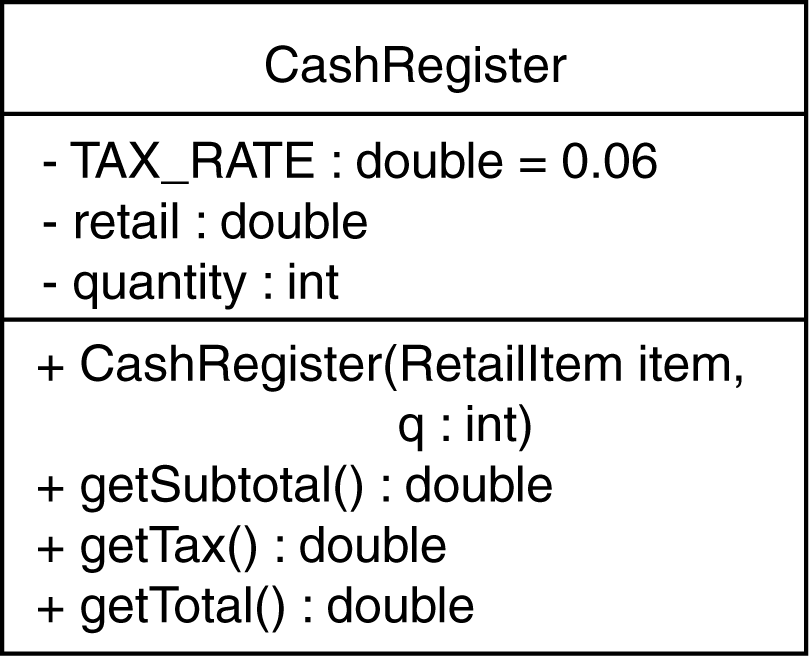 CashRegister
- TAX_RATE : double = 0.06
- retail : double
- quantity : int
+ CashRegister(RetailItem item,
q : int)
+ getSubtotal() : double
+ getTax() : double
+ getTotal() : double